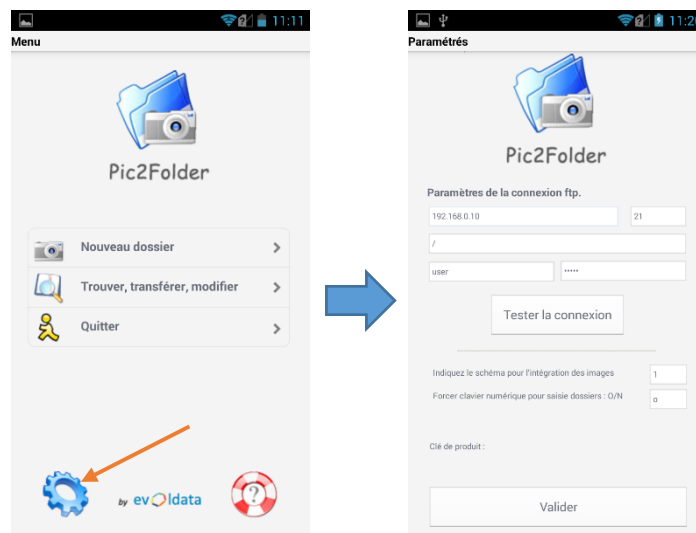 11:11
Menu
Pic2Folder
Nouveau dossier
Trouver, transférer, modifier
Quitter
by evoldata
?
11:2
Paramétrés
Pic2Folder
Paramètres de la connexion ftp.
192.168.0.10 21
/
user •••••
Tester la connexion
Indiquez le schéma pour l'intégration des images 1
Forcer clavier numérique pour saisie dossiers : O/N o
Clé de produit :
Valider